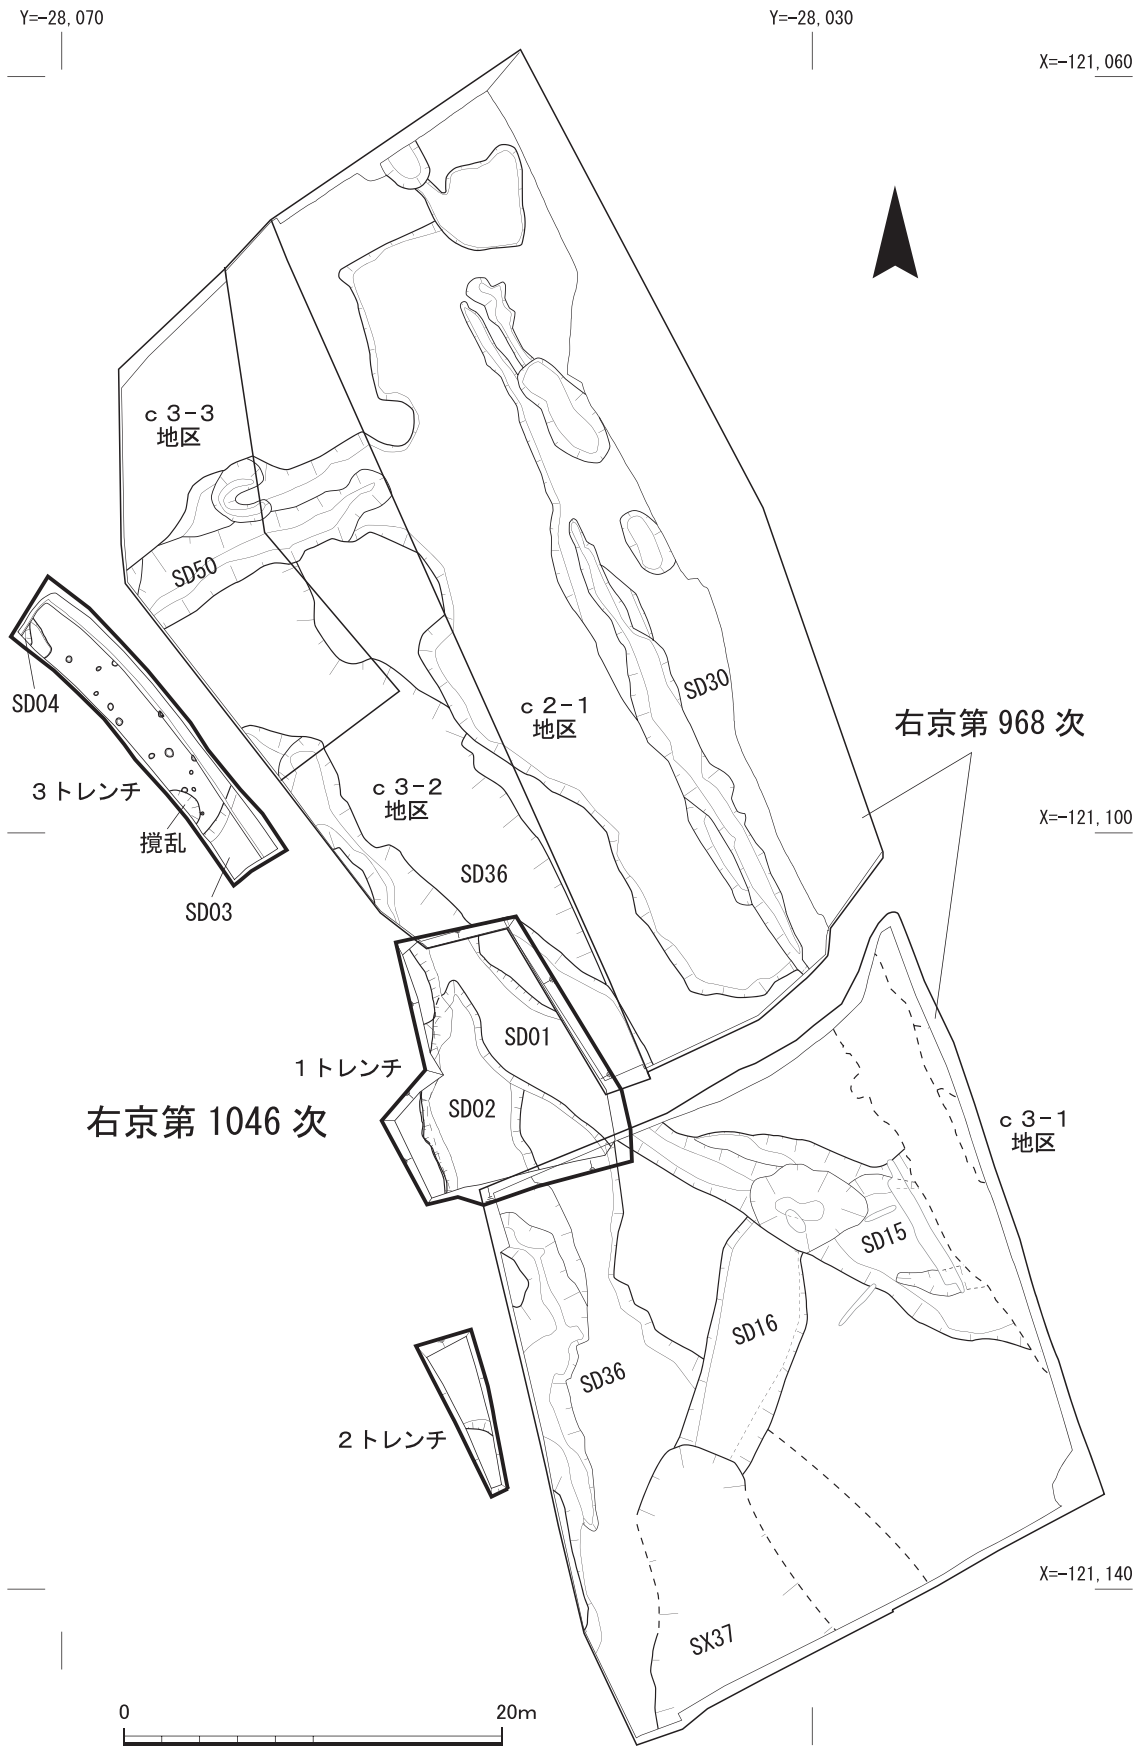 Y=-28,070
Y=-28,030
X=-121,060
c 3-3
地区
SD50
SD04
SD30
c 2-1
地区
右京第 968 次
3 トレンチ
c 3-2
地区
X=-121,100
撹乱
SD36
SD03
SD01
1 トレンチ
SD02
右京第 1046 次
c 3-1
地区
SD15
SD16
SD36
2 トレンチ
X=-121,140
SX37
0
20m